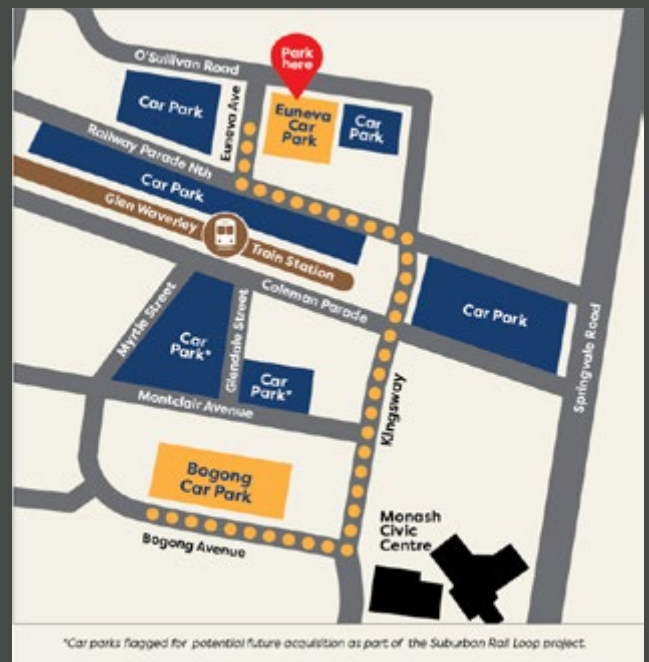 Park
here
O'Sullivan Road
Car Park
Euneva Ave
Euneva
Car
Park
Car
Park
Railway Parade Nth
Car Park
Glen Waverley
Train Station
Coleman Parade
Car Park
Springvale Road
Myrtle Street
Car
Park*
Glendale Street
Car
Park*
Montclair Avenue
Kingsway
Bogong
Car Park
Bogong Avenue
Monash
Civic
Centre
*Car parks flagged for potential future acquisition as part of the Suburban Rail Loop project.